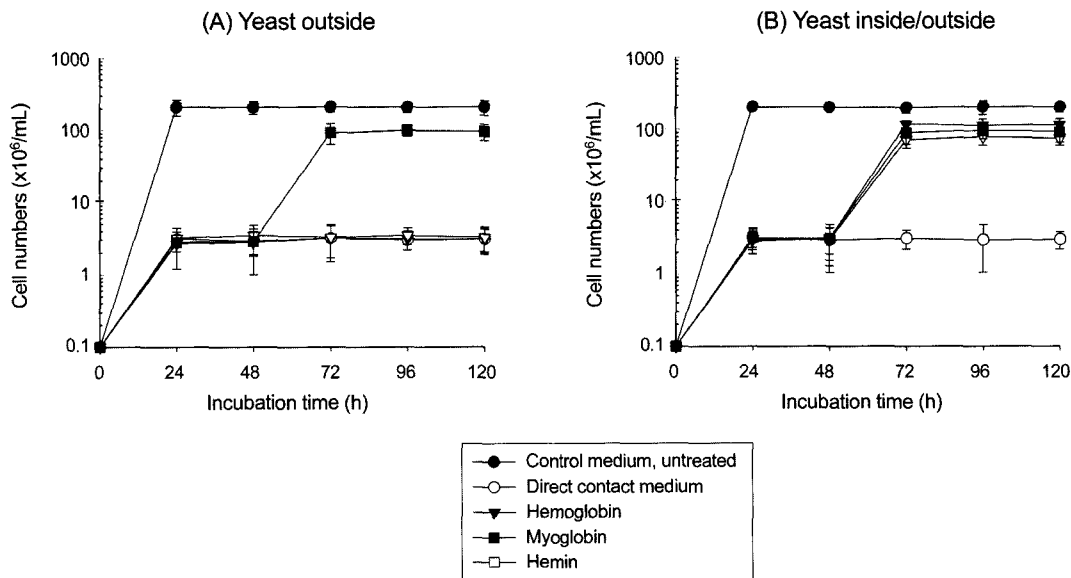 (A) Yeast outside
(B) Yeast inside/outside
Cell numbers (x10⁶/mL)
1000
100
10
1
0.1
0 24 48 72 96 120
Incubation time (h)
Cell numbers (x10⁶/mL)
1000
100
10
1
0.1
0 24 48 72 96 120
Incubation time (h)
Control medium, untreated
Direct contact medium
Hemoglobin
Myoglobin
Hemin